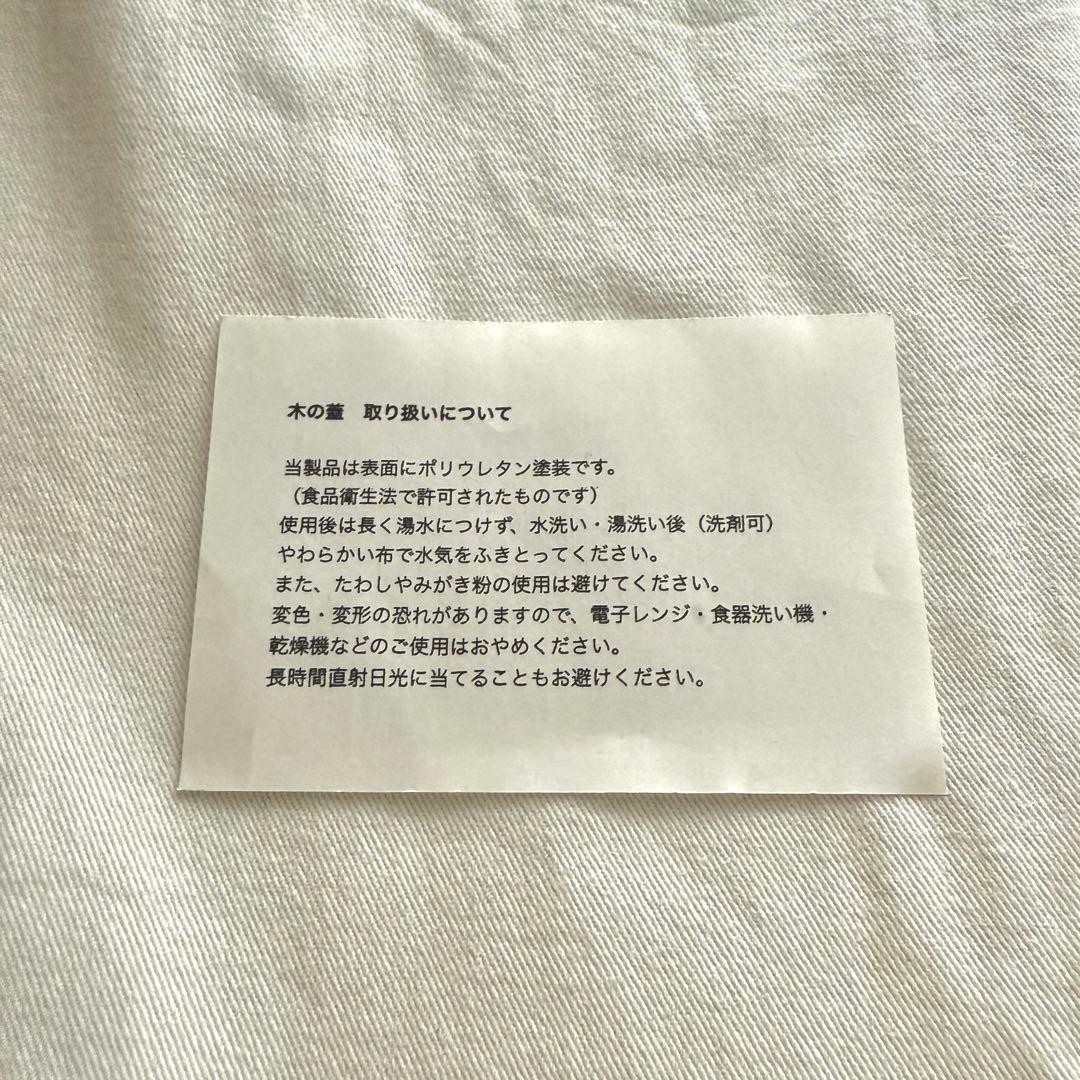 木の蓋　取り扱いについて
当製品は表面にポリウレタン塗装です。
（食品衛生法で許可されたものです）
使用後は長く湯水につけず、水洗い・湯洗い後（洗剤可）
やわらかい布で水気をふきとってください。
また、たわしやみがき粉の使用は避けてください。
変色・変形の恐れがありますので、電子レンジ・食器洗い機・
乾燥機などのご使用はおやめください。
長時間直射日光に当てることもお避けください。